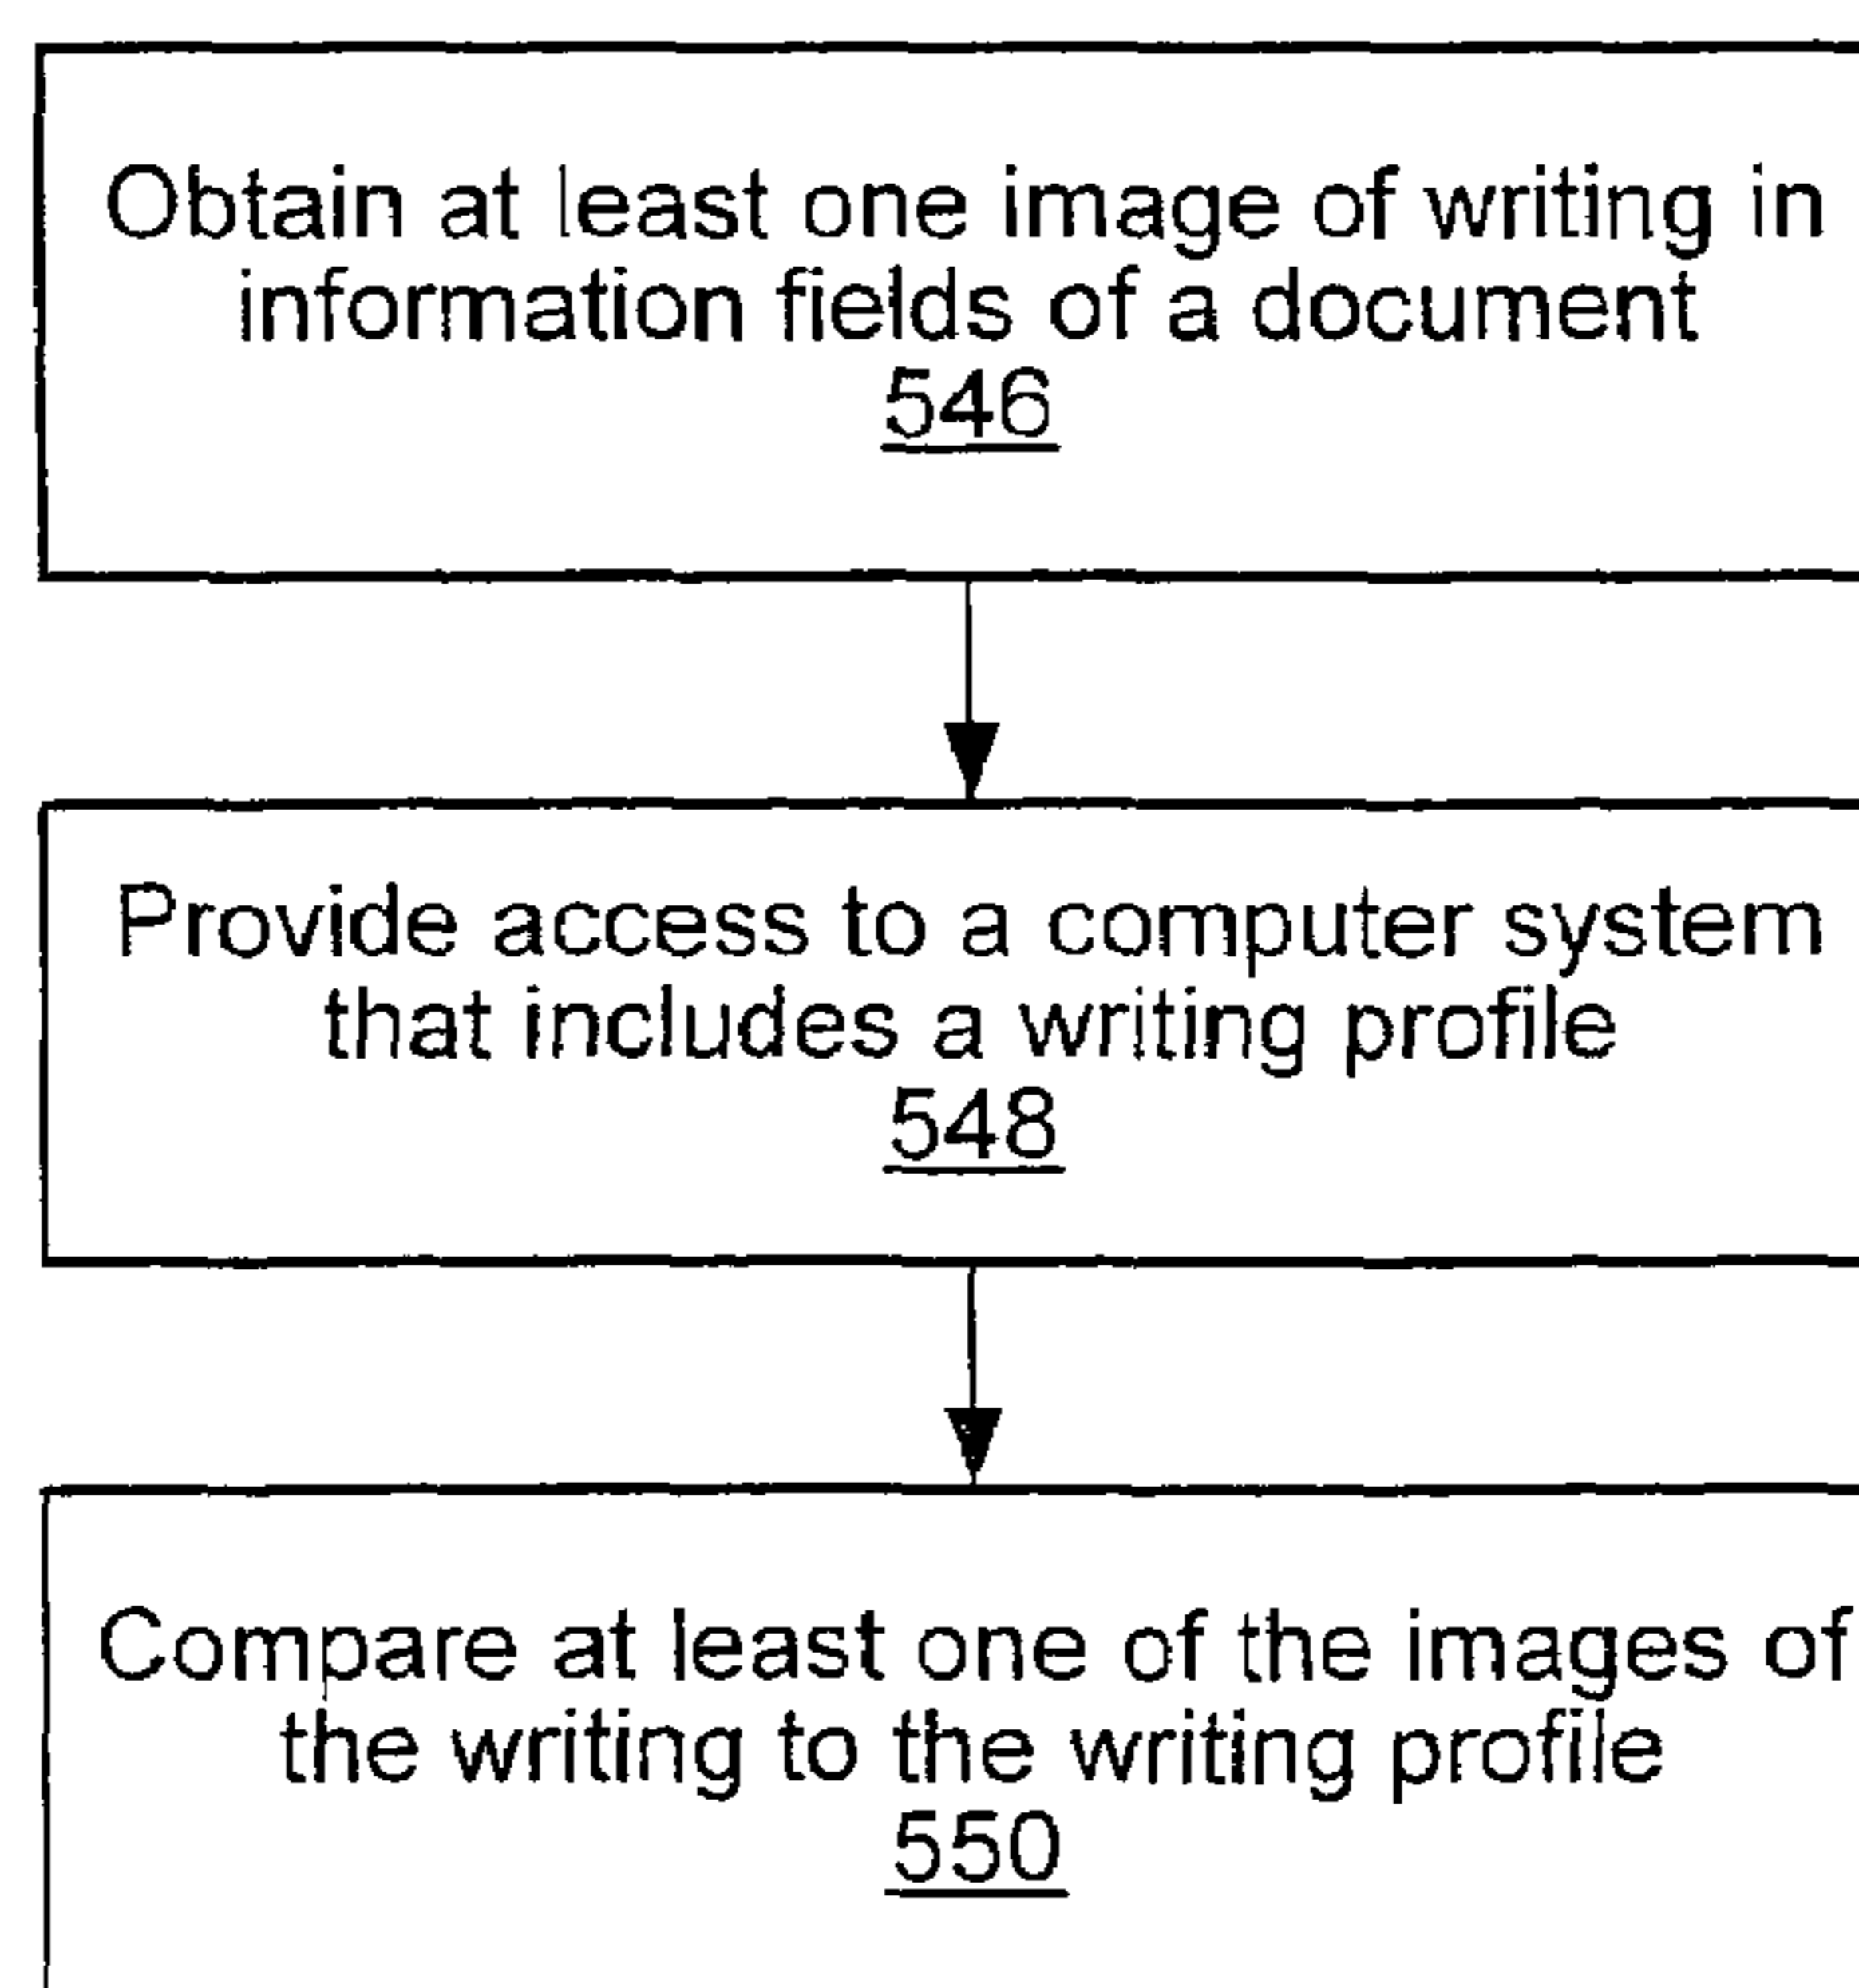 Obtain at least one image of writing in
information fields of a document
546
Provide access to a computer system
that includes a writing profile
548
Compare at least one of the images of
the writing to the writing profile
550